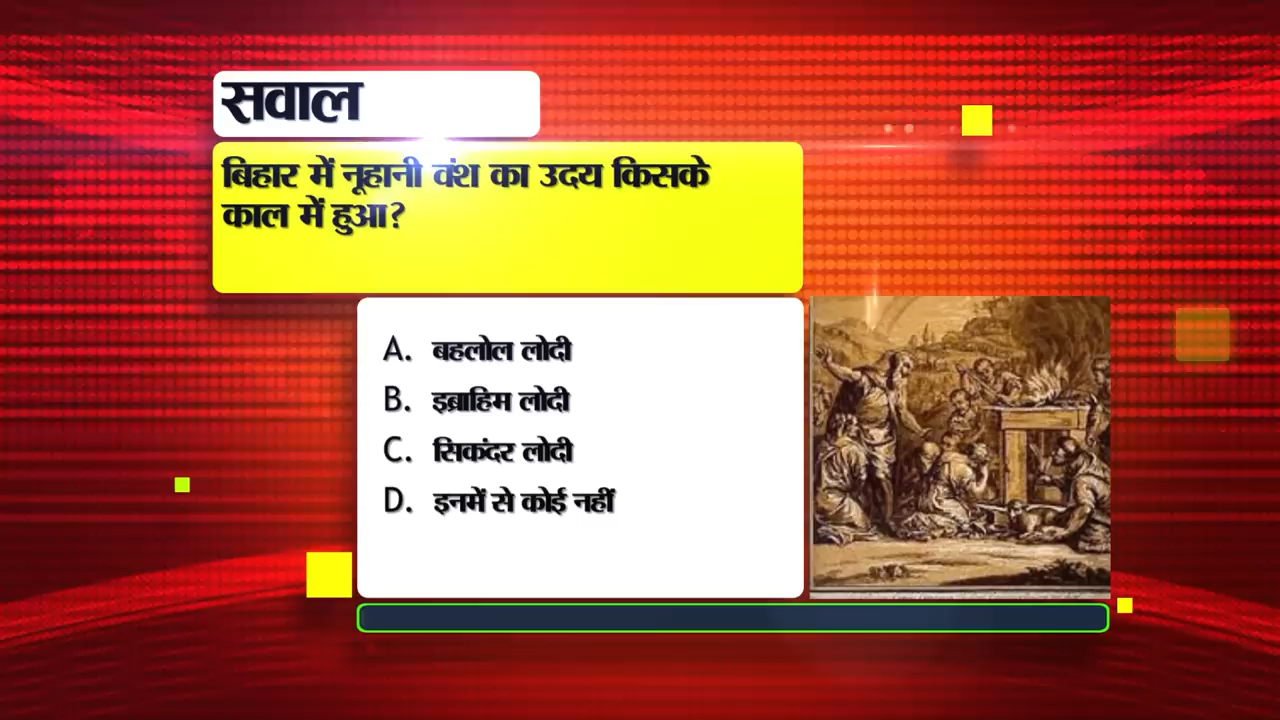 सवाल
बिहार में नूहानी वंश का उदय किसके
काल में हुआ?
A. बहलोल लोदी
B. इब्राहिम लोदी
C. सिकंदर लोदी
D. इनमें से कोई नहीं